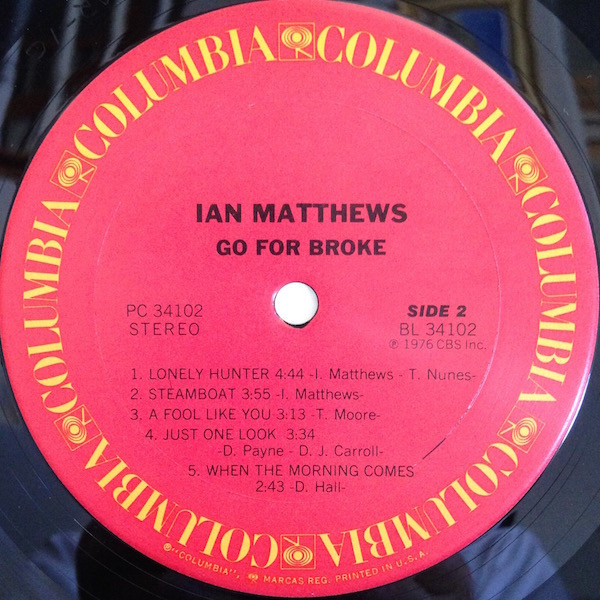 COLUMBIA COLUMBIA COLUMBIA COLUMBIA COLUMBIA COLUMBIA
IAN MATTHEWS
GO FOR BROKE
PC 34102
STEREO
SIDE 2
BL 34102
℗ 1976 CBS Inc.
1. LONELY HUNTER 4:44 -I. Matthews - T. Nunes-
2. STEAMBOAT 3:55 -I. Matthews-
3. A FOOL LIKE YOU 3:13 -T. Moore-
4. JUST ONE LOOK 3:34
-D. Payne - D. J. Carroll-
5. WHEN THE MORNING COMES
2:43 -D. Hall-
®"COLUMBIA", MARCAS REG. PRINTED IN U.S.A.